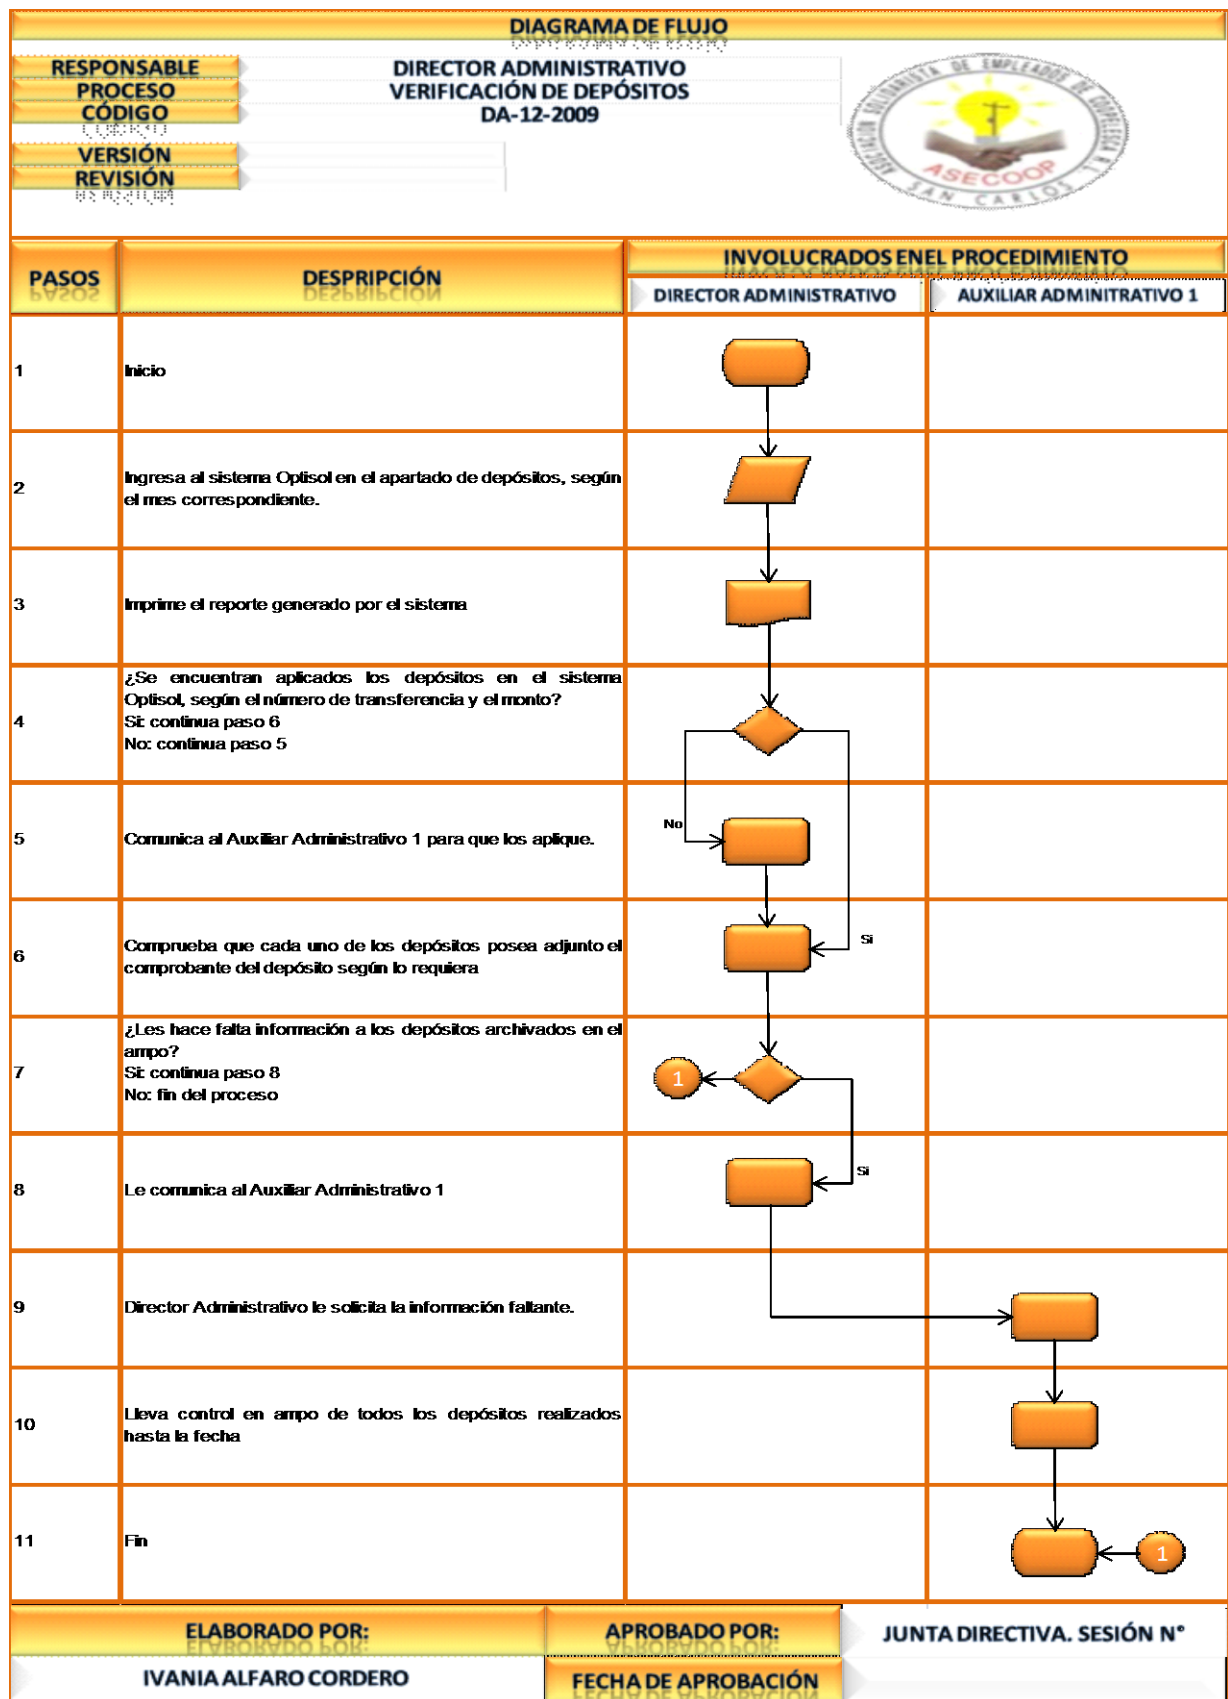 DIAGRAMA DE FLUJO
RESPONSABLE
DIRECTOR ADMINISTRATIVO
PROCESO
VERIFICACIÓN DE DEPÓSITOS
CÓDIGO
DA-12-2009
VERSIÓN
REVISIÓN
ASOCIACIÓN SOLIDARISTA DE EMPLEADOS DE COOPELESCA R.L.
ASECOOP
SAN CARLOS
PASOS
DESPRIPCIÓN
INVOLUCRADOS ENEL PROCEDIMIENTO
DIRECTOR ADMINISTRATIVO
AUXILIAR ADMINITRATIVO 1
1
Inicio
2
Ingresa al sistema Optisol en el apartado de depósitos, según
el mes correspondiente.
3
Imprime el reporte generado por el sistema
4
¿Se encuentran aplicados los depósitos en el sistema
Optisol, según el número de transferencia y el monto?
Si: continua paso 6
No: continua paso 5
5
Comunica al Auxiliar Administrativo 1 para que los aplique.
No
6
Comprueba que cada uno de los depósitos posea adjunto el
comprobante del depósito según lo requiera
Si
7
¿Les hace falta información a los depósitos archivados en el
ampo?
Si: continua paso 8
No: fin del proceso
1
8
Le comunica al Auxiliar Administrativo 1
Si
9
Director Administrativo le solicita la información faltante.
10
Lleva control en ampo de todos los depósitos realizados
hasta la fecha
11
Fin
1
ELABORADO POR:
APROBADO POR:
JUNTA DIRECTIVA. SESIÓN N°
IVANIA ALFARO CORDERO
FECHA DE APROBACIÓN